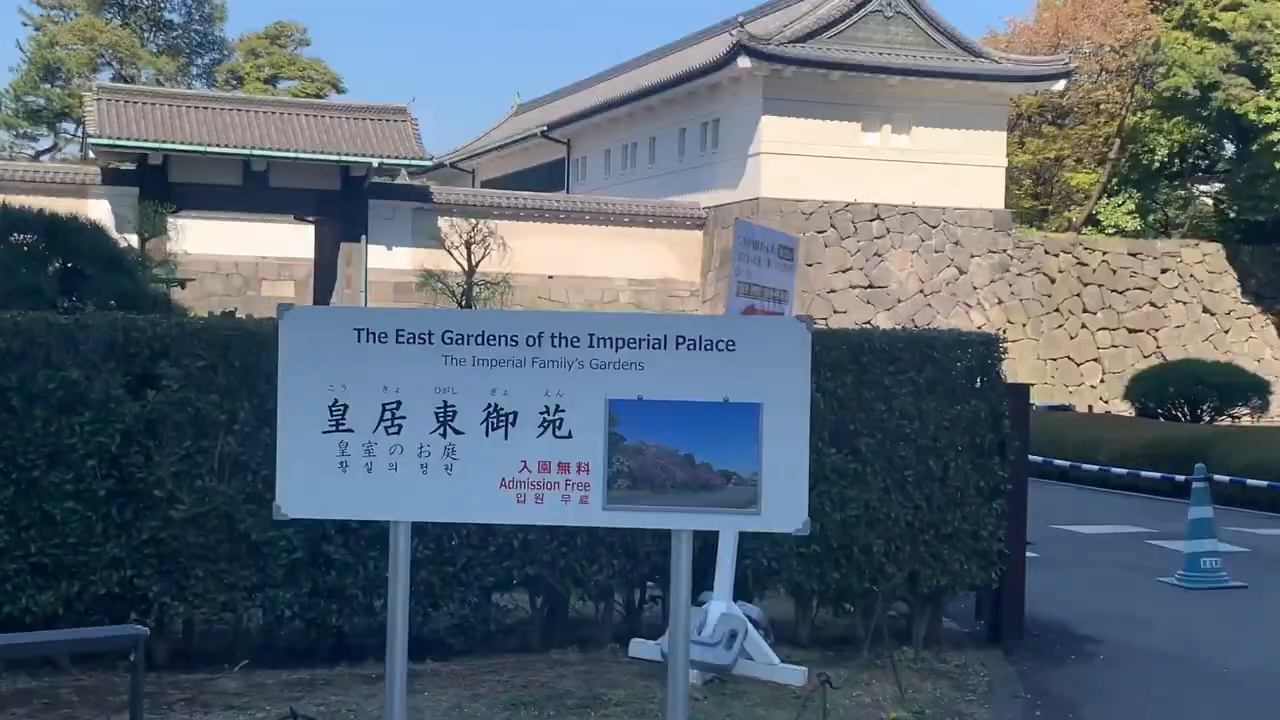 The East Gardens of the Imperial Palace
The Imperial Family's Gardens
こう きょ ひがし ぎょ えん
皇居東御苑
皇室のお庭
황실의 정원
入園無料
Admission Free
입원 무료